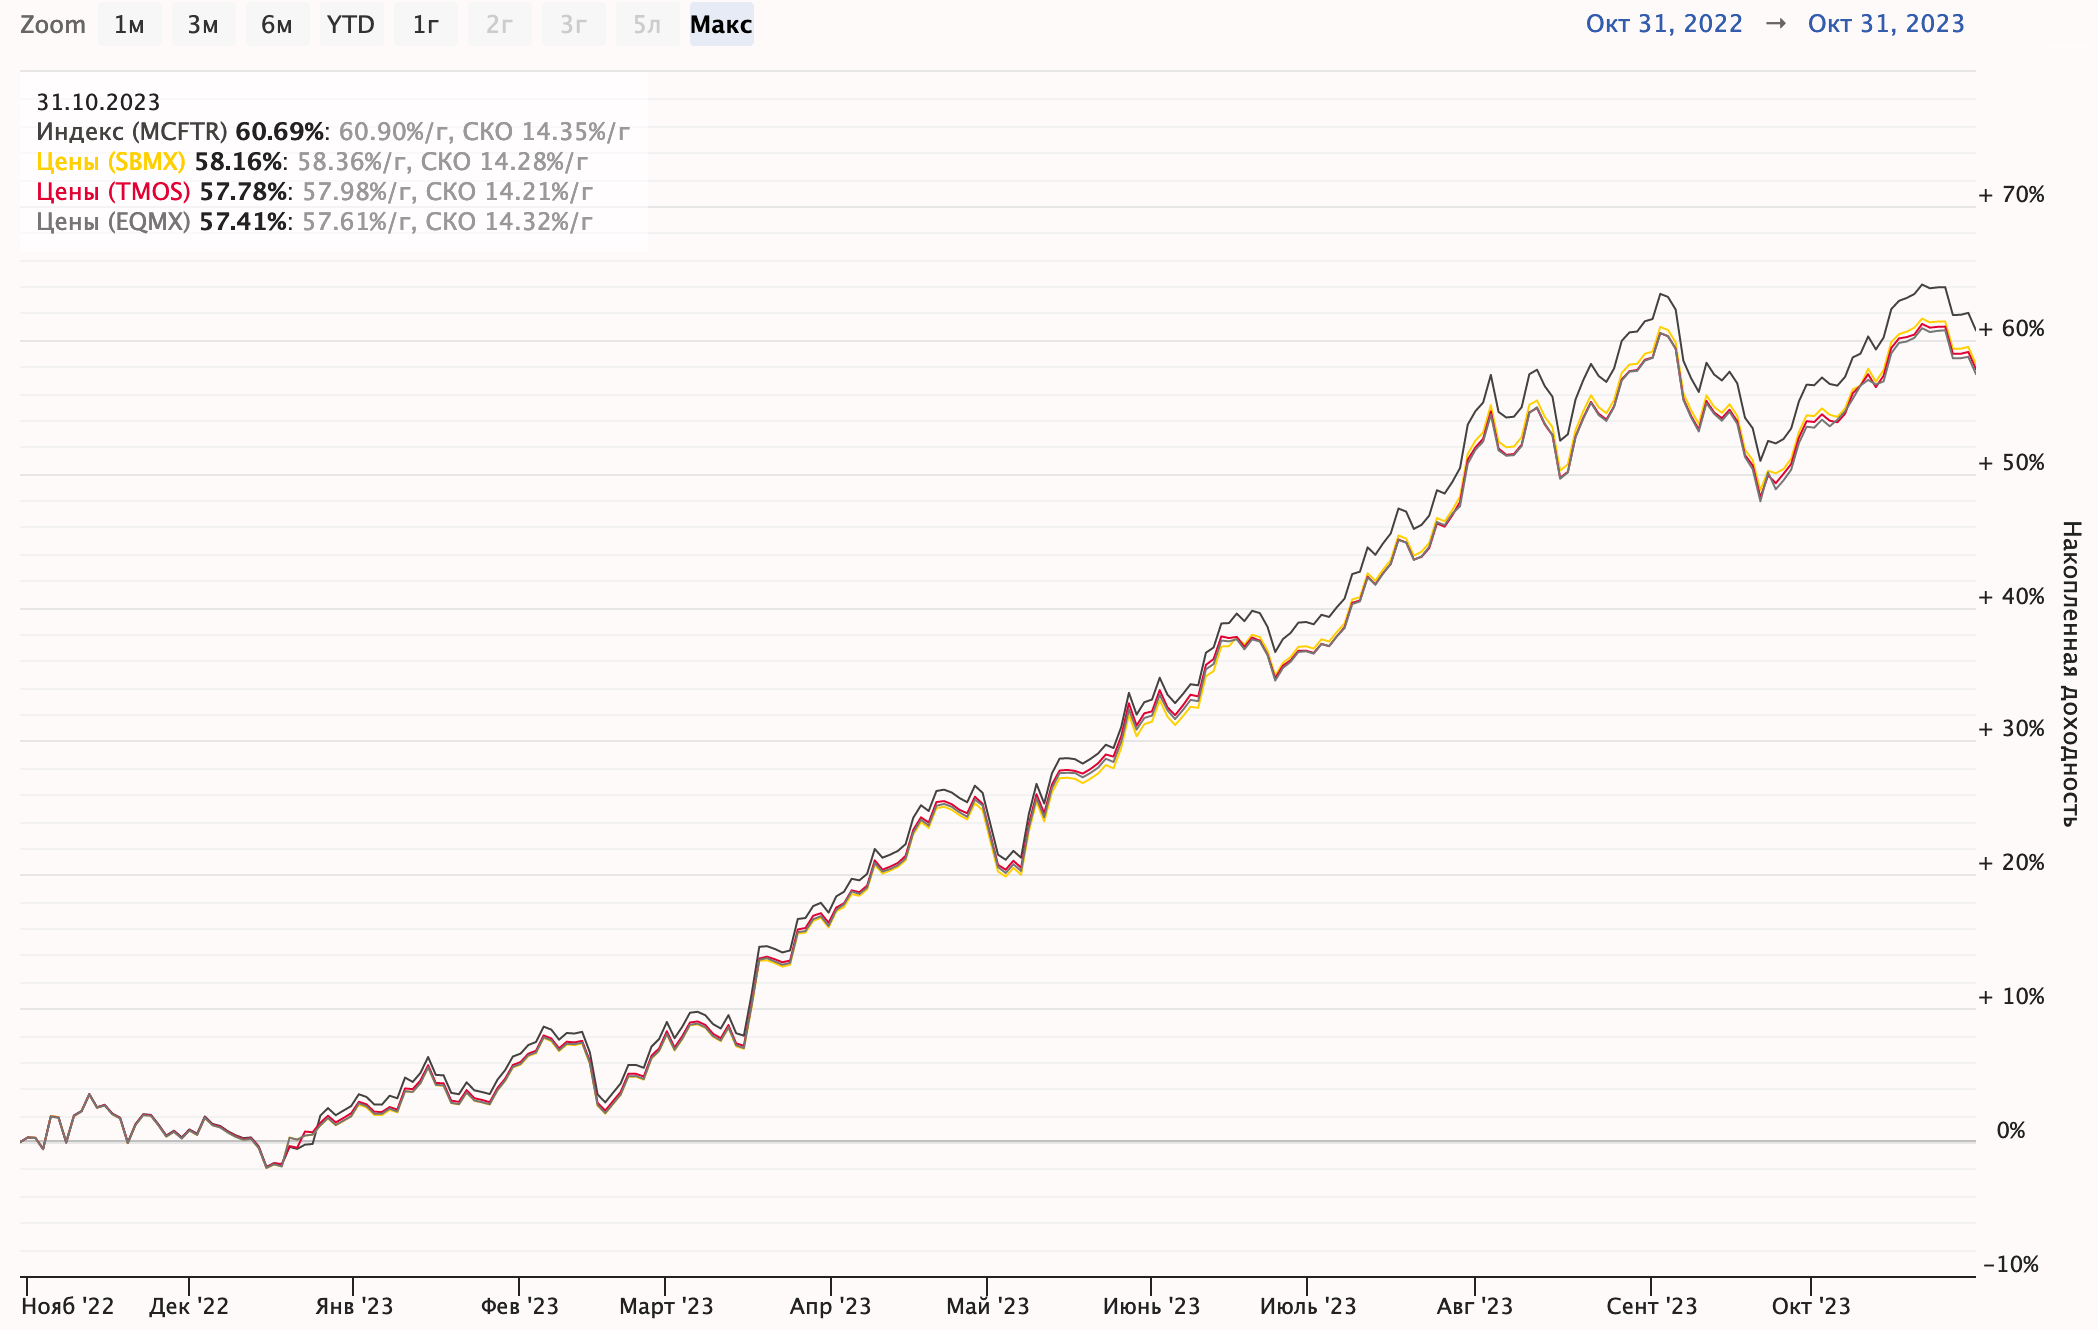 Zoom 1м 3м 6м YTD 1г 2г 3г 5л Макс Окт 31, 2022 → Окт 31, 2023
31.10.2023
Индекс (MCFTR) 60.69%: 60.90%/г, СКО 14.35%/г
Цены (SBMX) 58.16%: 58.36%/г, СКО 14.28%/г
Цены (TMOS) 57.78%: 57.98%/г, СКО 14.21%/г
Цены (EQMX) 57.41%: 57.61%/г, СКО 14.32%/г
+ 70%
+ 60%
+ 50%
+ 40%
+ 30%
+ 20%
+ 10%
0%
-10%
Накопленная доходность
Нояб '22 Дек '22 Янв '23 Фев '23 Март '23 Апр '23 Май '23 Июнь '23 Июль '23 Авг '23 Сент '23 Окт '23